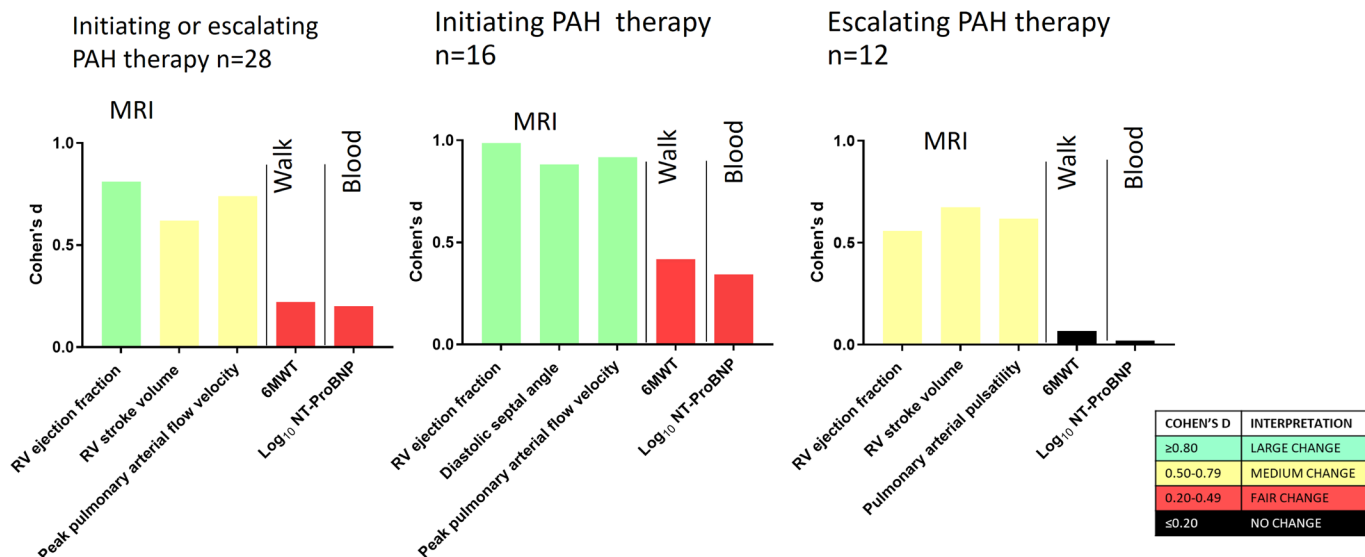 Initiating or escalating
PAH therapy n=28
MRI
Walk
Blood
Cohen's d
1.0
0.5
0.0
RV ejection fraction
RV stroke volume
Peak pulmonary arterial flow velocity
6MWT
Log₁₀ NT-ProBNP
Initiating PAH  therapy
n=16
MRI
Walk
Blood
Cohen's d
1.0
0.5
0.0
RV ejection fraction
Diastolic septal angle
Peak pulmonary arterial flow velocity
6MWT
Log₁₀ NT-ProBNP
Escalating PAH therapy
n=12
MRI
Walk
Blood
Cohen's d
1.0
0.5
0.0
RV ejection fraction
RV stroke volume
Pulmonary arterial pulsatility
6MWT
Log₁₀ NT-ProBNP
COHEN'S D INTERPRETATION
≥0.80 LARGE CHANGE
0.50-0.79 MEDIUM CHANGE
0.20-0.49 FAIR CHANGE
≤0.20 NO CHANGE